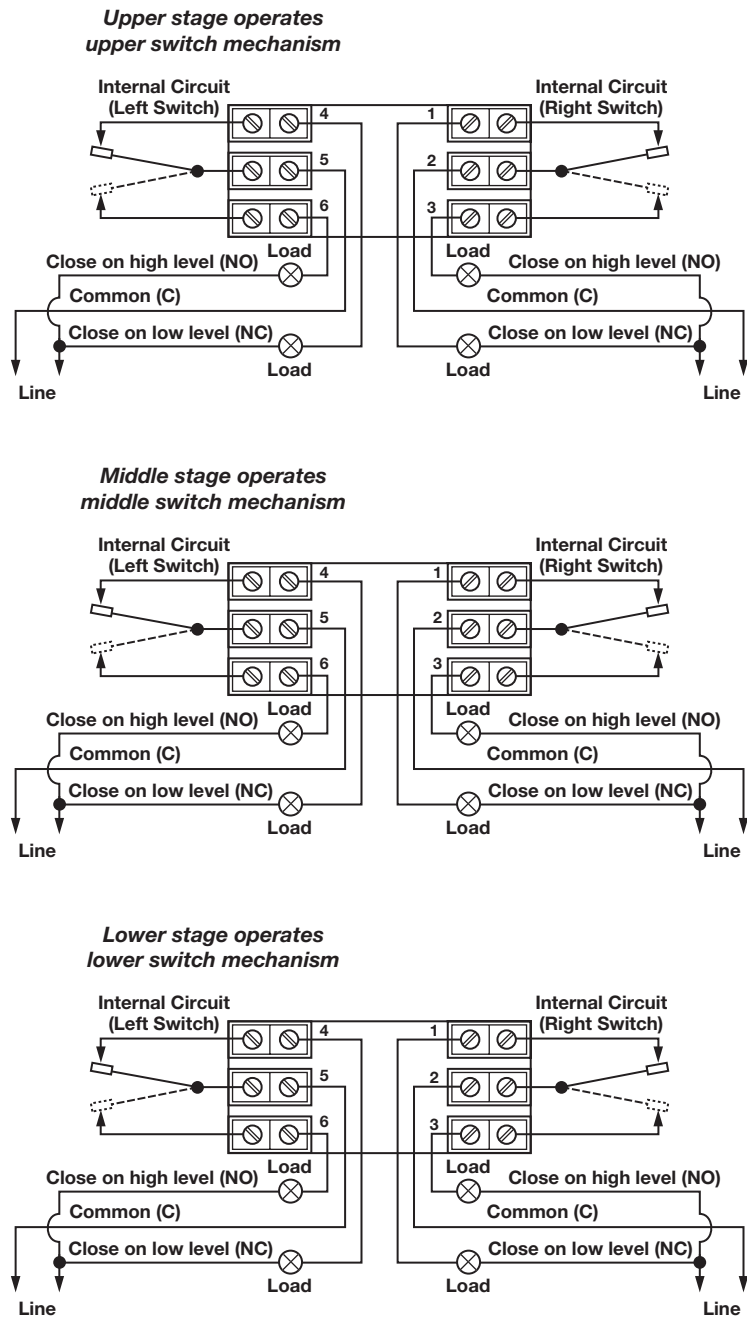 Upper stage operates
upper switch mechanism
Internal Circuit
(Left Switch)
Internal Circuit
(Right Switch)
4
1
5
2
6
3
Load
Load
Close on high level (NO)
Close on high level (NO)
Common (C)
Common (C)
Close on low level (NC)
Close on low level (NC)
Load
Load
Line
Line
Middle stage operates
middle switch mechanism
Internal Circuit
(Left Switch)
Internal Circuit
(Right Switch)
4
1
5
2
6
3
Load
Load
Close on high level (NO)
Close on high level (NO)
Common (C)
Common (C)
Close on low level (NC)
Close on low level (NC)
Load
Load
Line
Line
Lower stage operates
lower switch mechanism
Internal Circuit
(Left Switch)
Internal Circuit
(Right Switch)
4
1
5
2
6
3
Load
Load
Close on high level (NO)
Close on high level (NO)
Common (C)
Common (C)
Close on low level (NC)
Close on low level (NC)
Load
Load
Line
Line